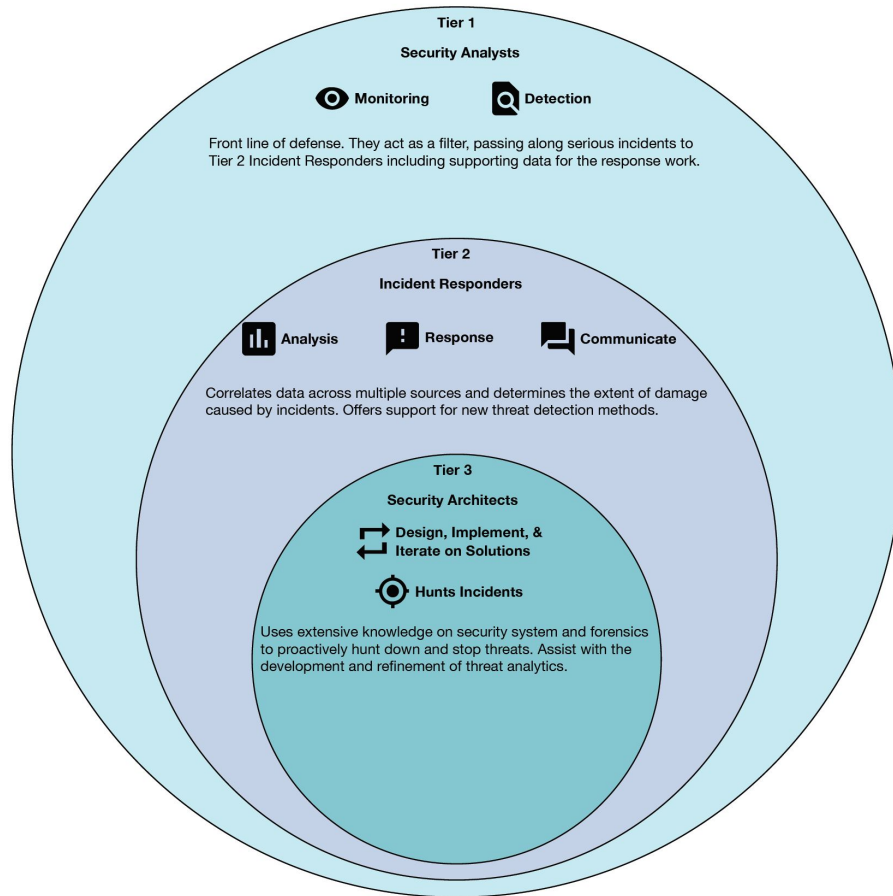 Tier 1
Security Analysts
Monitoring Detection
Front line of defense. They act as a filter, passing along serious incidents to
Tier 2 Incident Responders including supporting data for the response work.
Tier 2
Incident Responders
Analysis Response Communicate
Correlates data across multiple sources and determines the extent of damage
caused by incidents. Offers support for new threat detection methods.
Tier 3
Security Architects
Design, Implement, &
Iterate on Solutions
Hunts Incidents
Uses extensive knowledge on security system and forensics
to proactively hunt down and stop threats. Assist with the
development and refinement of threat analytics.